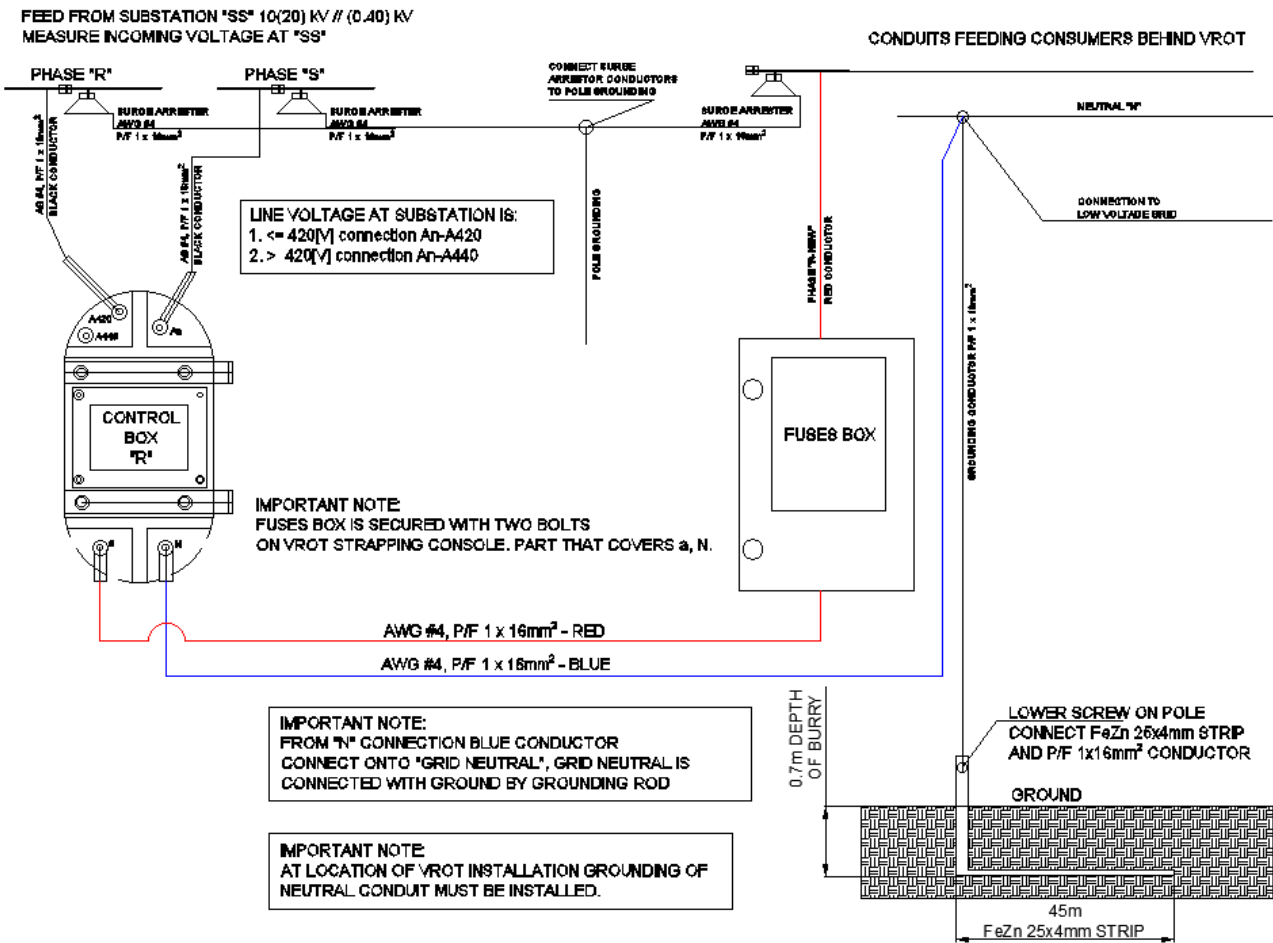 FEED FROM SUBSTATION "SS" 10(20) KV // (0.40) KV
MEASURE INCOMING VOLTAGE AT "SS"
CONDUITS FEEDING CONSUMERS BEHIND VROT
PHASE "R"
PHASE "S"
CONNECT SURGE
ARRESTOR CONDUCTORS
TO POLE GROUNDING
SURGE ARRESTER
AWG #4
P/F 1 x 16mm²
SURGE ARRESTER
AWG #4
P/F 1 x 16mm²
SURGE ARRESTER
AWG #4
P/F 1 x 16mm²
NEUTRAL "N"
AG #4, P/F 1 x 16mm²
BLACK CONDUCTOR
AG #4, P/F 1 x 16mm²
BLACK CONDUCTOR
LINE VOLTAGE AT SUBSTATION IS:
1. <= 420[V] connection An-A420
2. > 420[V] connection An-A440
POLE GROUNDING
PHASE "R-NEW"
RED CONDUCTOR
CONNECTION TO
LOW VOLTAGE GRID
GROUNDING CONDUCTOR P/F 1 x 16mm²
A420
A440
An
CONTROL
BOX
"R"
FUSES BOX
IMPORTANT NOTE:
FUSES BOX IS SECURED WITH TWO BOLTS
ON VROT STRAPPING CONSOLE. PART THAT COVERS a, N.
a
N
AWG #4, P/F 1 x 16mm² - RED
AWG #4, P/F 1 x 16mm² - BLUE
IMPORTANT NOTE:
FROM "N" CONNECTION BLUE CONDUCTOR
CONNECT ONTO "GRID NEUTRAL", GRID NEUTRAL IS
CONNECTED WITH GROUND BY GROUNDING ROD
0.7m DEPTH
OF BURRY
LOWER SCREW ON POLE
CONNECT FeZn 25x4mm STRIP
AND P/F 1x16mm² CONDUCTOR
GROUND
IMPORTANT NOTE:
AT LOCATION OF VROT INSTALLATION GROUNDING OF
NEUTRAL CONDUIT MUST BE INSTALLED.
45m
FeZn 25x4mm STRIP